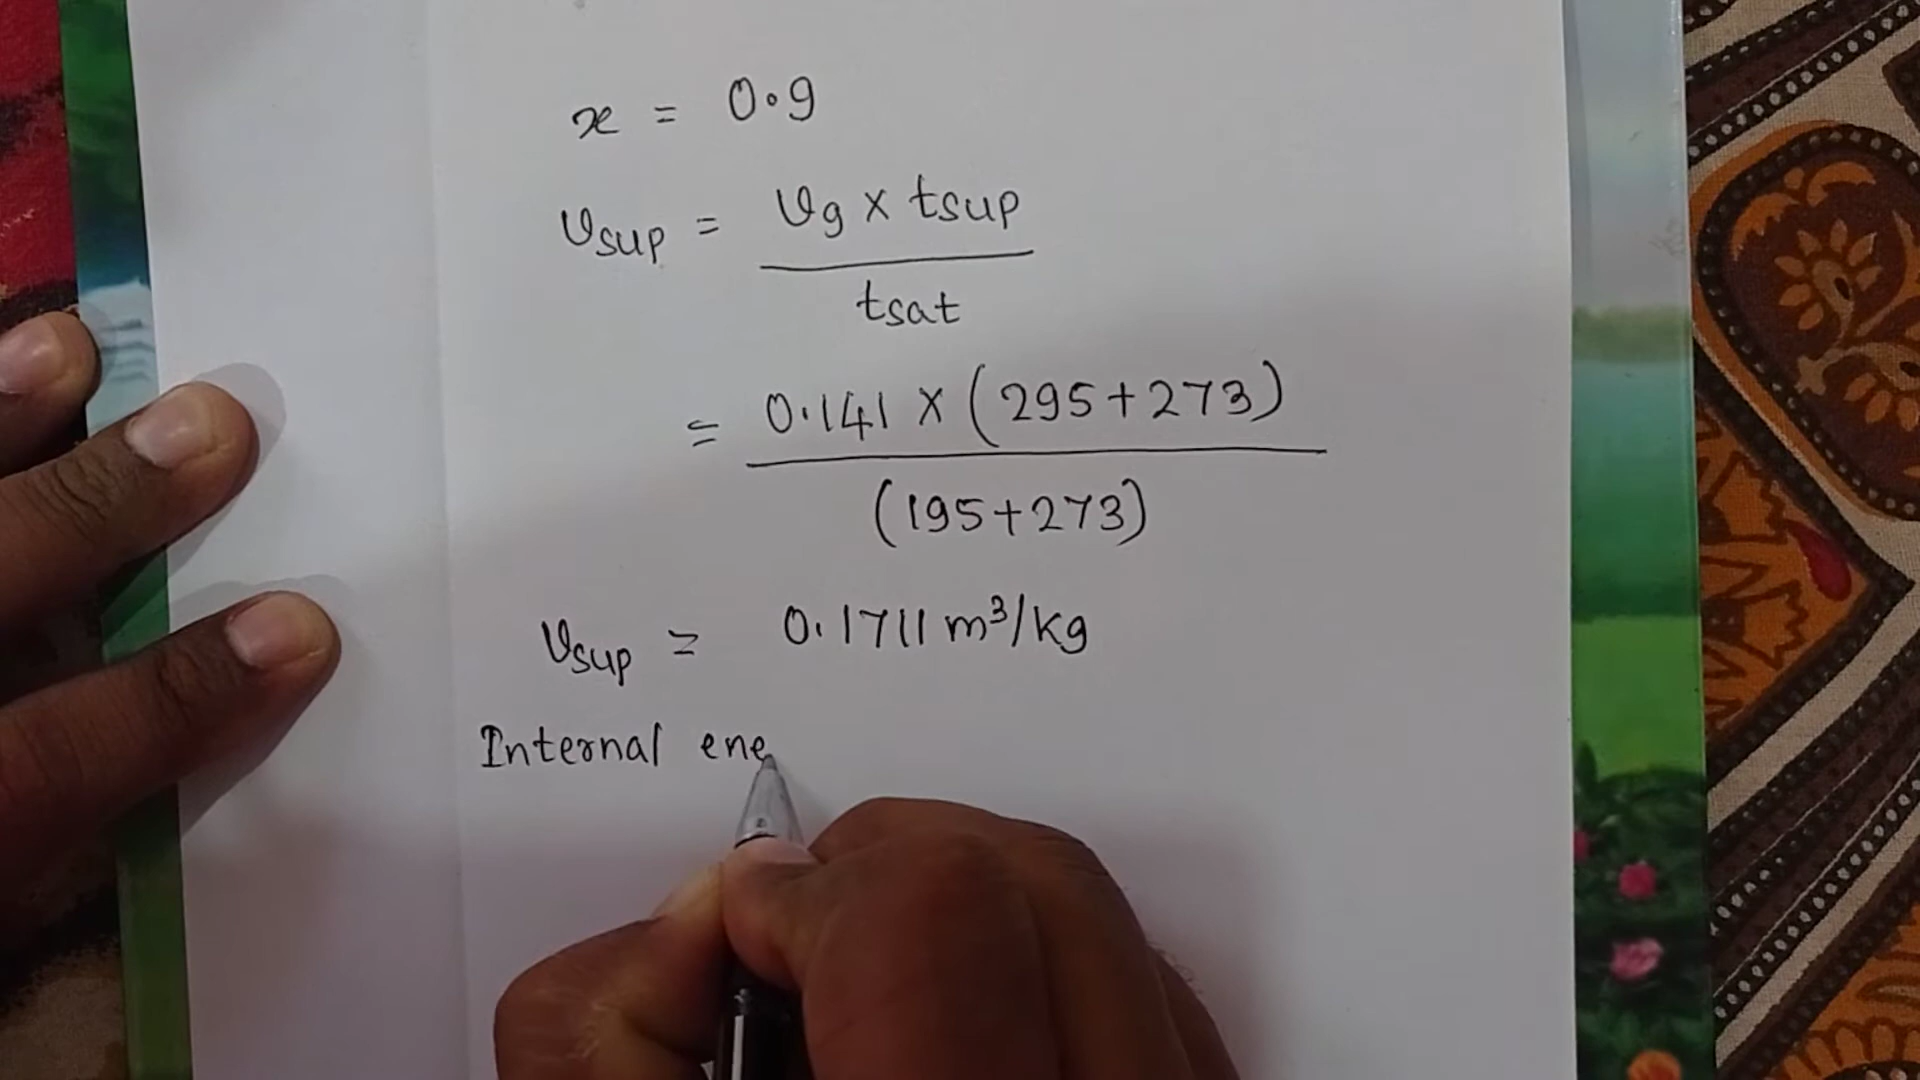 x = 0.9
Vsup = Vg x tsup
tsat
= 0.141 x (295+273)
(195+273)
Vsup = 0.1711 m³/kg
Internal ene